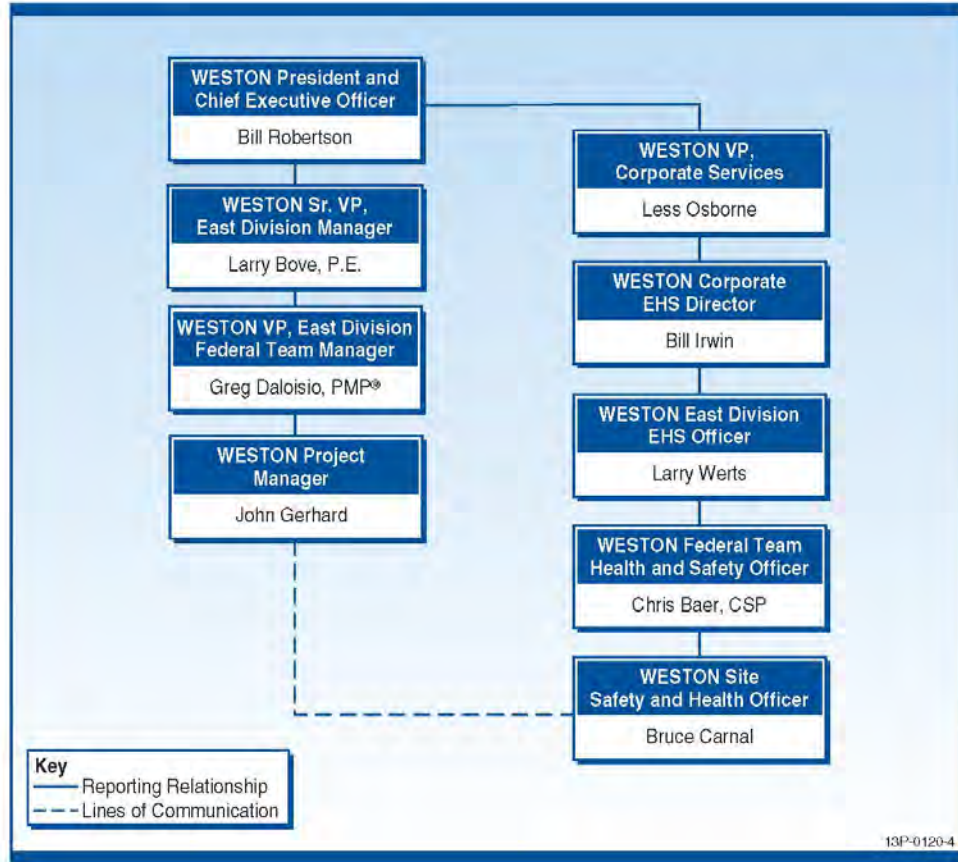 WESTON President and
Chief Executive Officer
Bill Robertson
WESTON Sr. VP,
East Division Manager
Larry Bove, P.E.
WESTON VP, East Division
Federal Team Manager
Greg Daloisio, PMP®
WESTON Project
Manager
John Gerhard
WESTON VP,
Corporate Services
Less Osborne
WESTON Corporate
EHS Director
Bill Irwin
WESTON East Division
EHS Officer
Larry Werts
WESTON Federal Team
Health and Safety Officer
Chris Baer, CSP
WESTON Site
Safety and Health Officer
Bruce Carnal
Key
Reporting Relationship
Lines of Communication
13P-0120-4